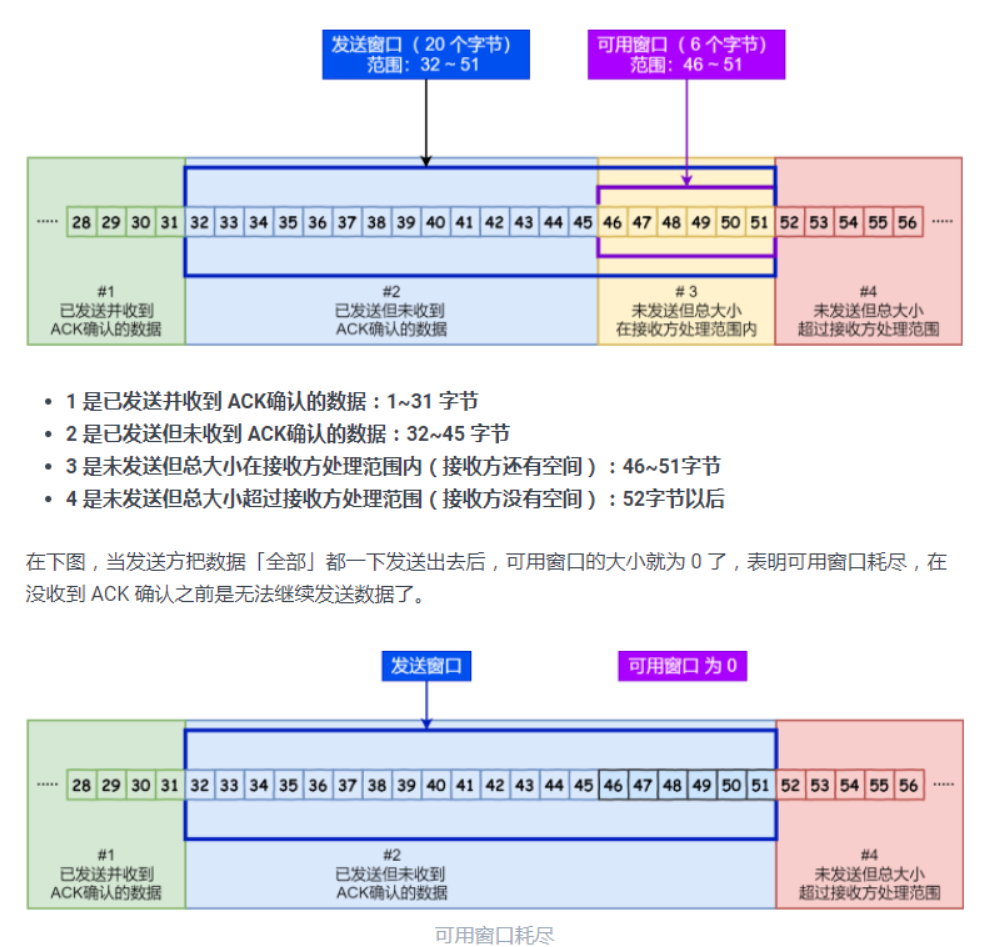 发送窗口（20 个字节）
范围：32 ~ 51
可用窗口（6 个字节）
范围：46 ~ 51
..... 28 29 30 31 32 33 34 35 36 37 38 39 40 41 42 43 44 45 46 47 48 49 50 51 52 53 54 55 56 .....
#1
已发送并收到
ACK确认的数据
#2
已发送但未收到
ACK确认的数据
# 3
未发送但总大小
在接收方处理范围内
#4
未发送但总大小
超过接收方处理范围
• 1 是已发送并收到 ACK确认的数据：1~31 字节
• 2 是已发送但未收到 ACK确认的数据：32~45 字节
• 3 是未发送但总大小在接收方处理范围内（接收方还有空间）：46~51字节
• 4 是未发送但总大小超过接收方处理范围（接收方没有空间）：52字节以后
在下图，当发送方把数据「全部」都一下发送出去后，可用窗口的大小就为 0 了，表明可用窗口耗尽，在
没收到 ACK 确认之前是无法继续发送数据了。
发送窗口
可用窗口 为 0
..... 28 29 30 31 32 33 34 35 36 37 38 39 40 41 42 43 44 45 46 47 48 49 50 51 52 53 54 55 56 .....
#1
已发送并收到
ACK确认的数据
#2
已发送但未收到
ACK确认的数据
#4
未发送但总大小
超过接收方处理范围
可用窗口耗尽